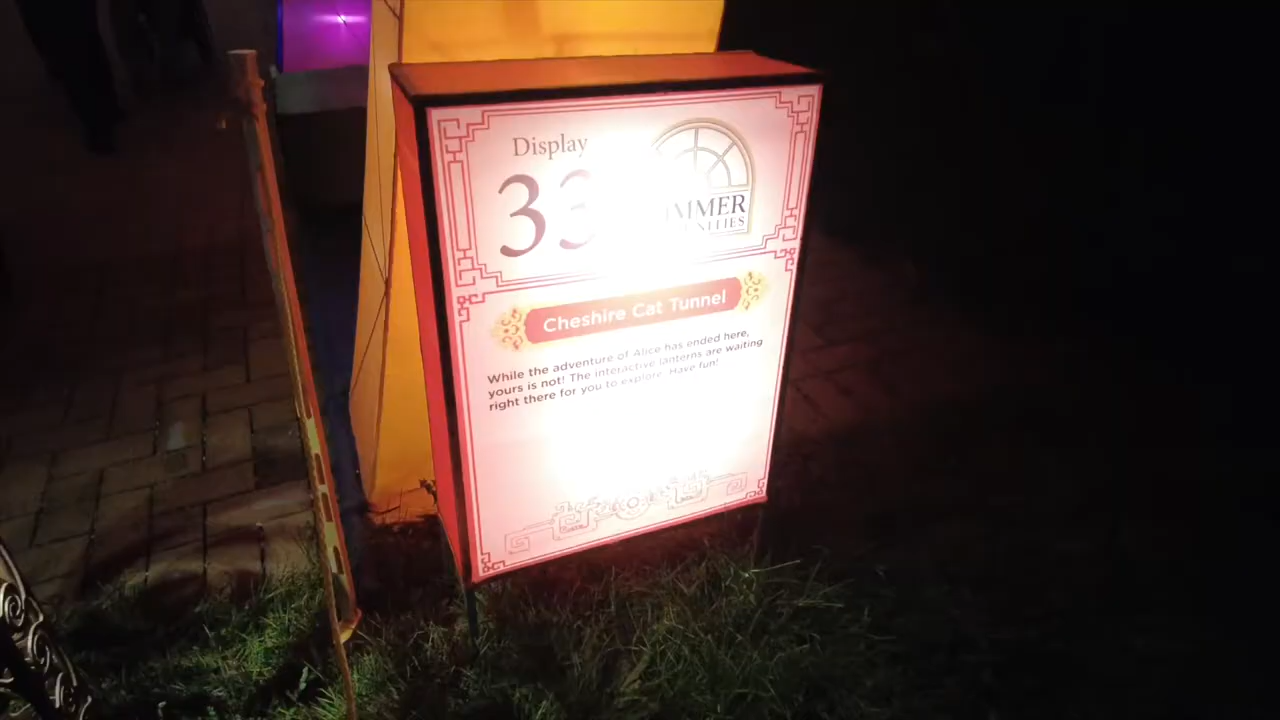 Display
33
Cheshire Cat Tunnel
While the adventure of Alice has ended here,
yours is not! The interactive lanterns are waiting
right there for you to explore. Have fun!